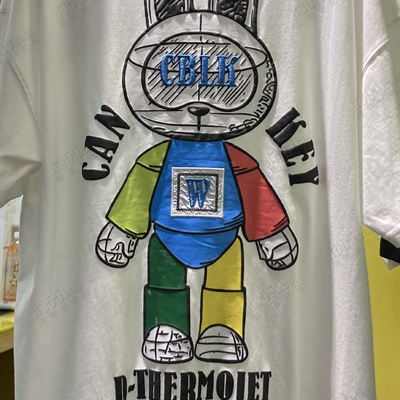 CBLK
CAN
KEY
W
D-THERMOJET